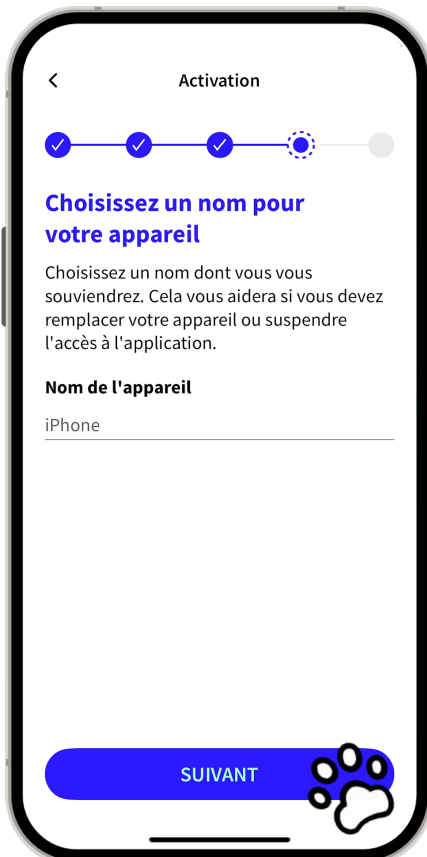 Activation
Choisissez un nom pour
votre appareil
Choisissez un nom dont vous vous
souviendrez. Cela vous aidera si vous devez
remplacer votre appareil ou suspendre
l'accès à l'application.
Nom de l'appareil
iPhone
SUIVANT